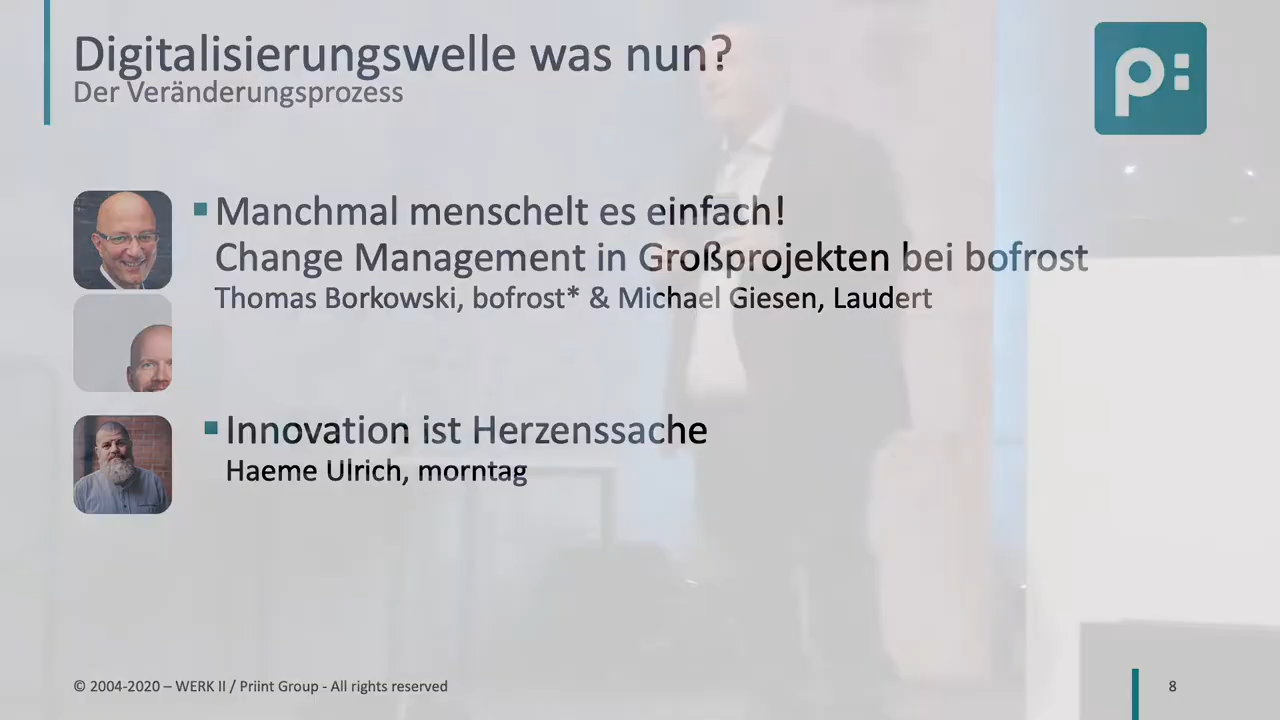 Digitalisierungswelle was nun?
Der Veränderungsprozess
p:
Manchmal menschelt es einfach!
Change Management in Großprojekten bei bofrost
Thomas Borkowski, bofrost* & Michael Giesen, Laudert
Innovation ist Herzenssache
Haeme Ulrich, morntag
© 2004-2020 – WERK II / Priint Group - All rights reserved
8